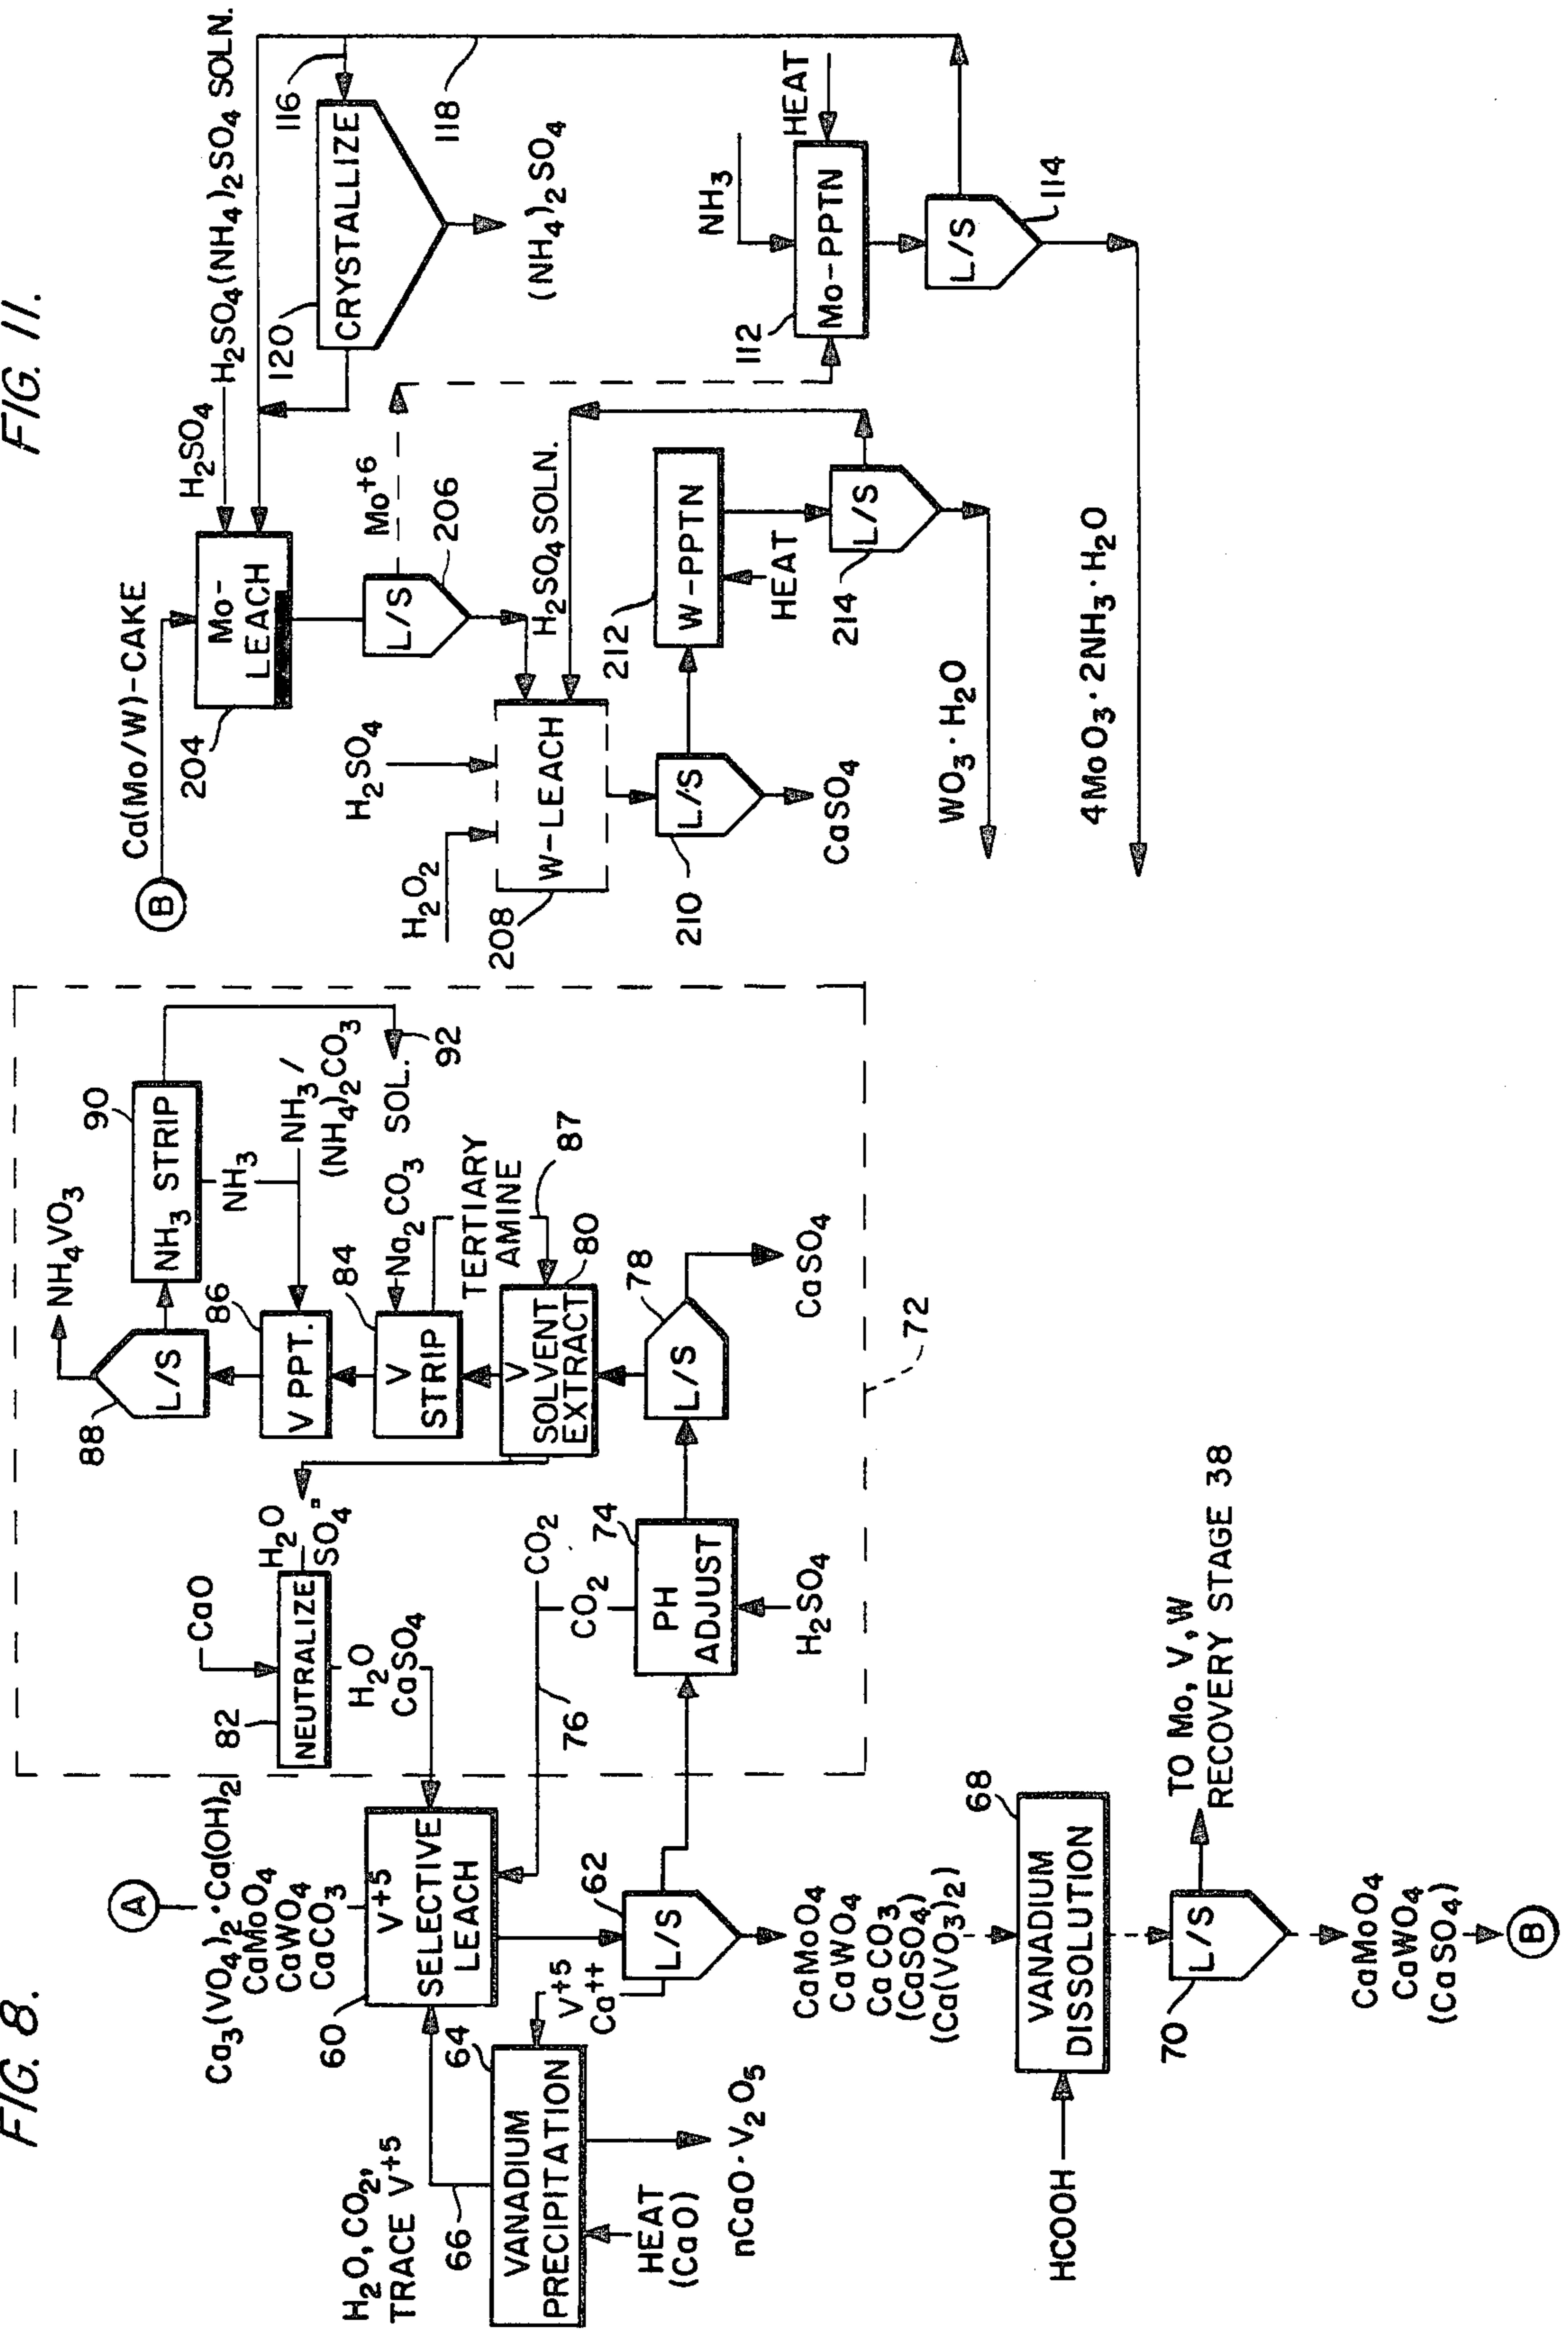 FIG. 8.
A
Ca3(VO4)2·Ca(OH)2
CaMoO4
CaWO4
CaCO3
60
V+5
SELECTIVE
LEACH
H2O, CO2,
TRACE V+5
66
64
VANADIUM
PRECIPITATION
HEAT
(CaO)
nCaO·V2O5
V+5
Ca++
62
L/S
CaMoO4
CaWO4
CaCO3
(CaSO4)
(Ca(VO3)2)
68
VANADIUM
DISSOLUTION
HCOOH
70
L/S
TO Mo, V, W
RECOVERY STAGE 38
CaMoO4
CaWO4
(CaSO4)
B
CaO
82
NEUTRALIZE
H2O
SO4=
H2O
CaSO4
76
CO2
CO2
74
PH
ADJUST
H2SO4
78
L/S
CaSO4
72
80
V
SOLVENT
EXTRACT
87
TERTIARY
AMINE
84
V
STRIP
Na2CO3 SOL.
92
86
V PPT.
NH3/
(NH4)2CO3
NH3
88
L/S
NH4VO3
90
NH3 STRIP
FIG. 11.
B
Ca(Mo/W)-CAKE
204
Mo-
LEACH
H2SO4
H2SO4(NH4)2SO4 SOLN.
116
118
120
CRYSTALLIZE
(NH4)2SO4
Mo+6
206
L/S
H2O2
H2SO4
H2SO4 SOLN.
208
W-LEACH
210
L/S
CaSO4
212
W-PPTN
HEAT
214
L/S
WO3·H2O
NH3
HEAT
112
Mo-PPTN
114
L/S
4MoO3·2NH3·H2O